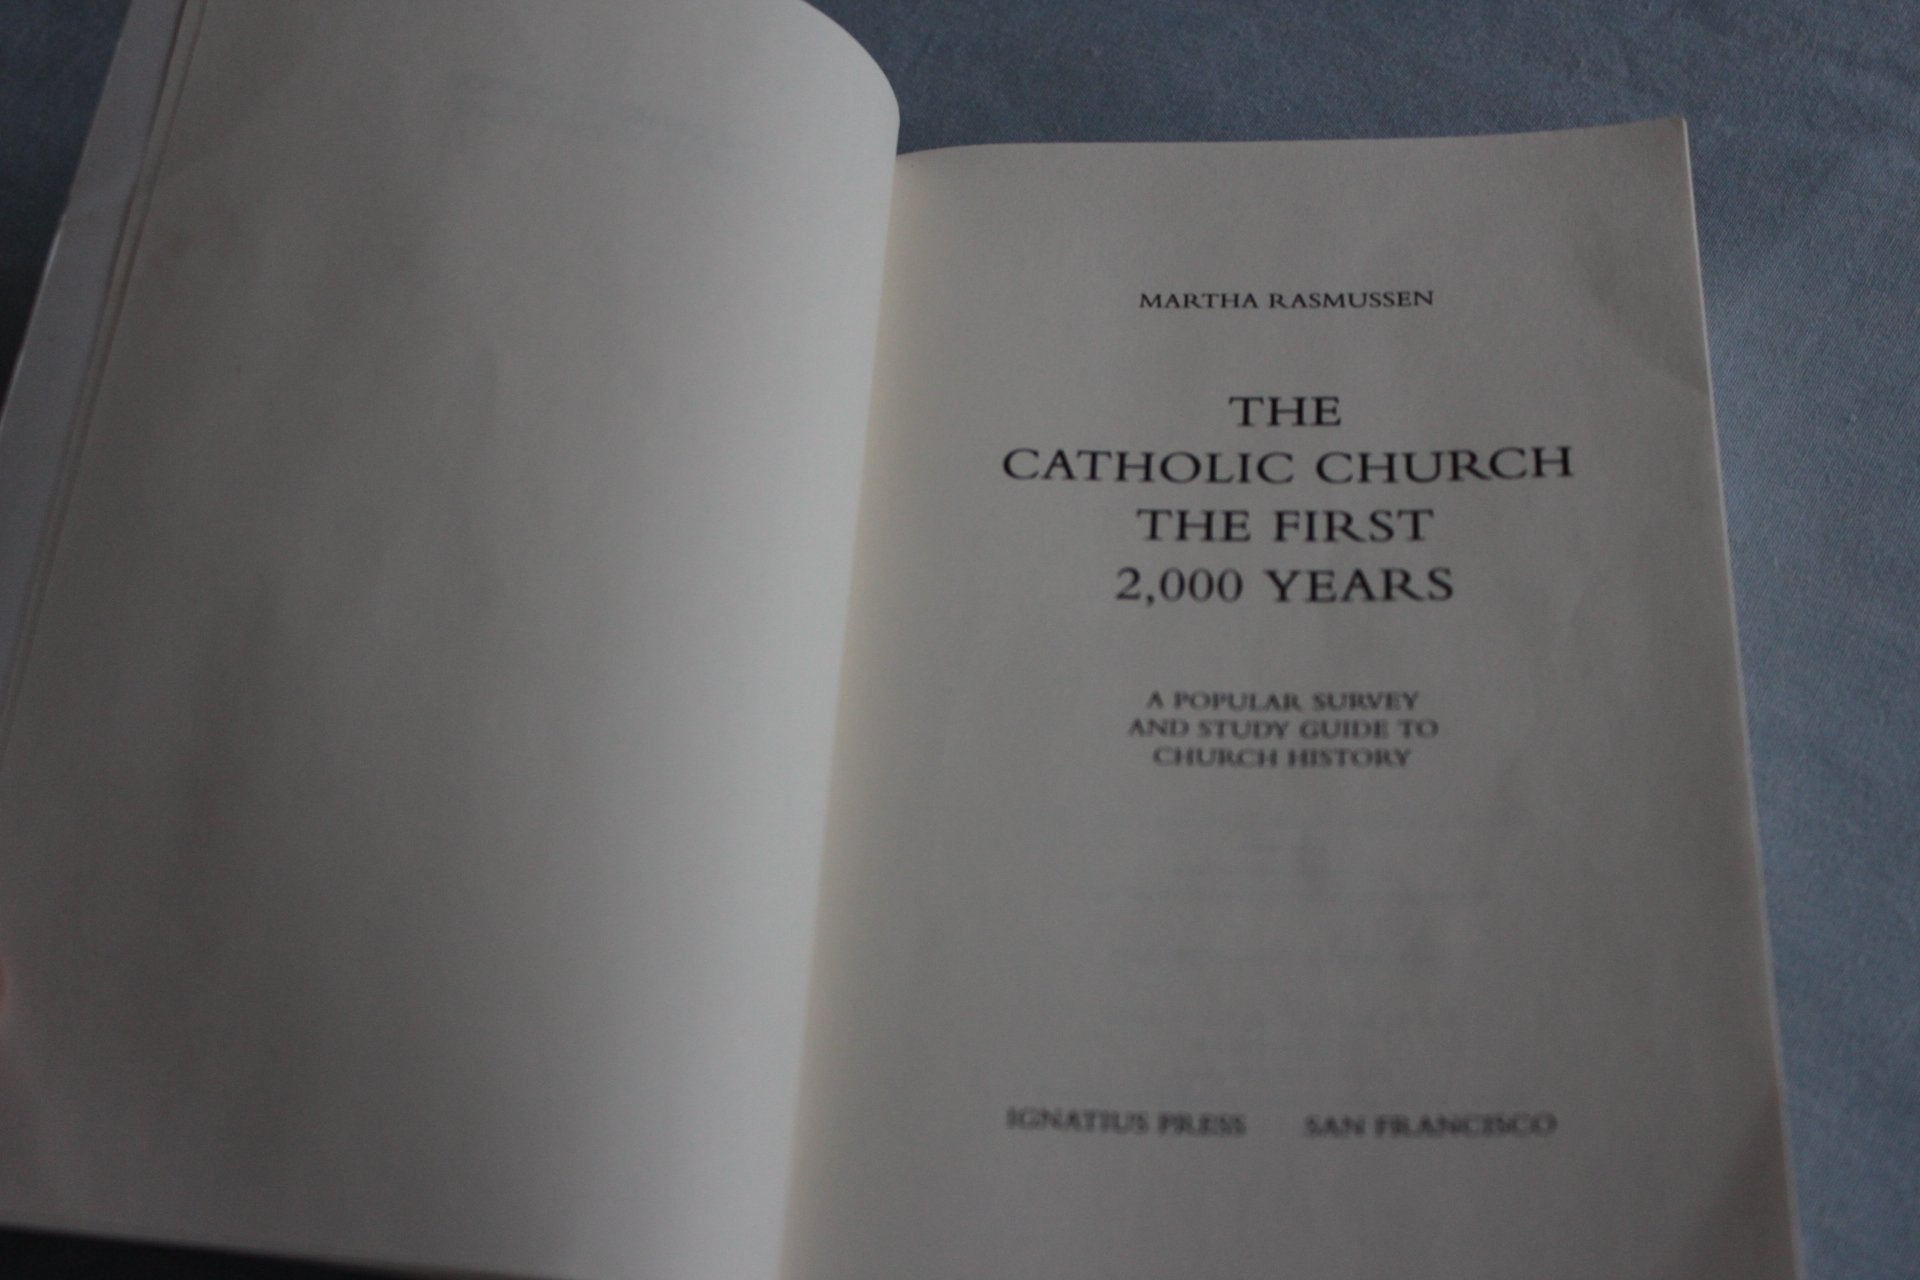 MARTHA RASMUSSEN
THE
CATHOLIC CHURCH
THE FIRST
2,000 YEARS
A POPULAR SURVEY
AND STUDY GUIDE TO
CHURCH HISTORY
IGNATIUS PRESS SAN FRANCISCO